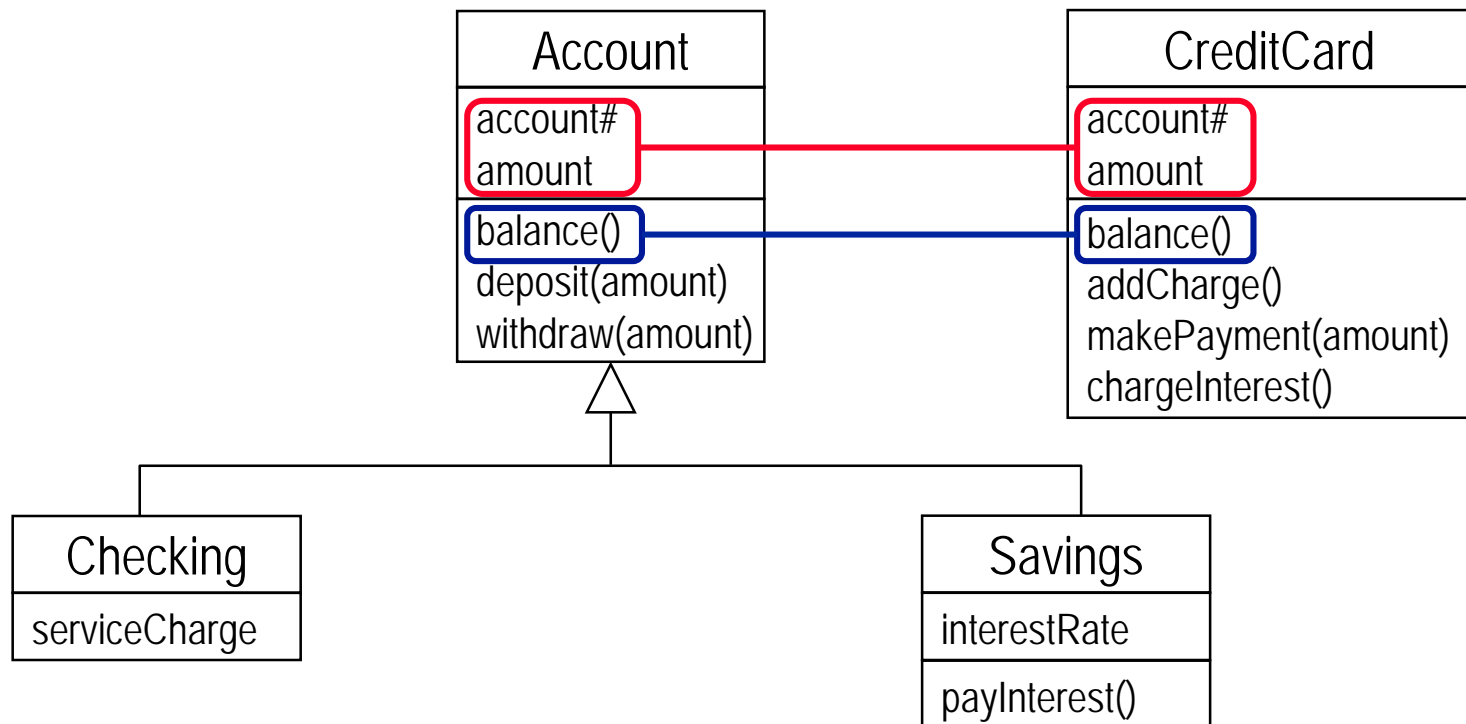 Account
account#
amount
balance()
deposit(amount)
withdraw(amount)
CreditCard
account#
amount
balance()
addCharge()
makePayment(amount)
chargeInterest()
Checking
serviceCharge
Savings
interestRate
payInterest()